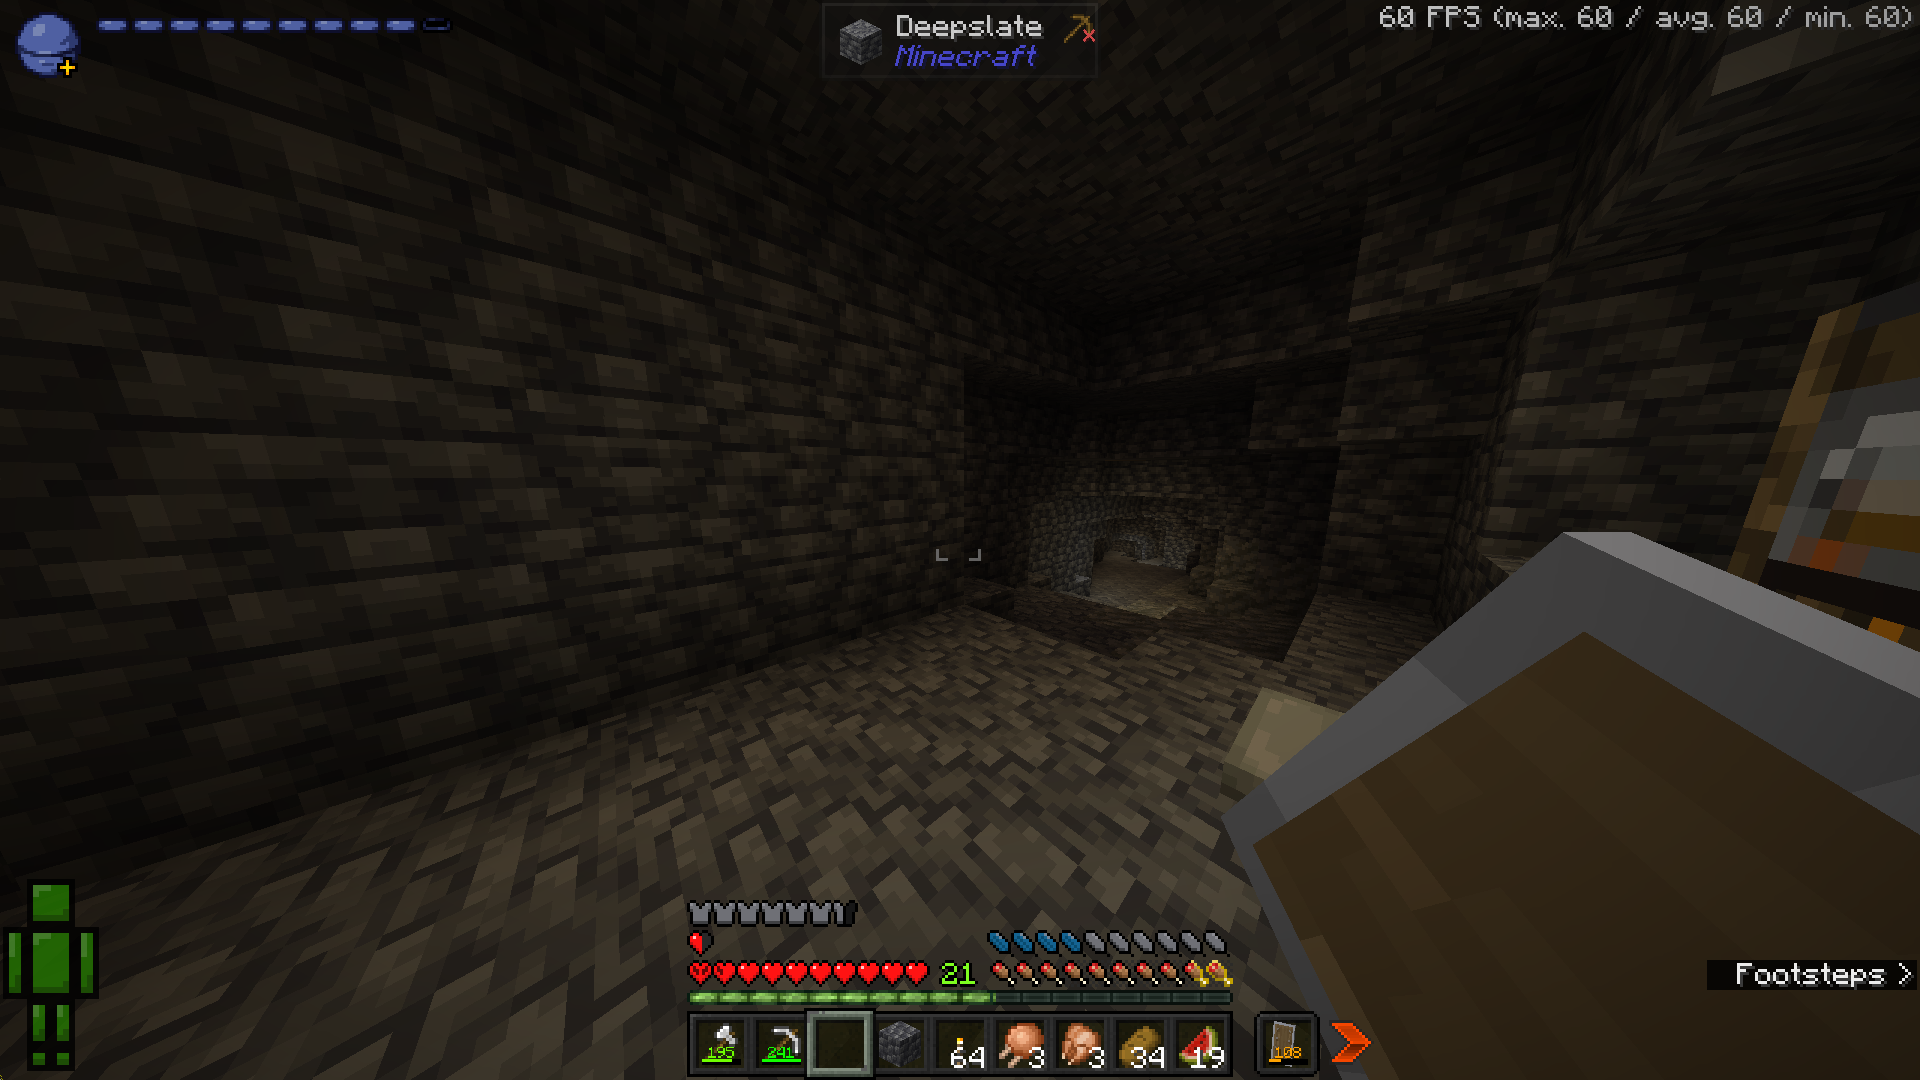 Deepslate
Minecraft
60 FPS (max. 60 / avg. 60 / min. 60)
21
Footsteps >
195
241
64
3
3
34
19
108